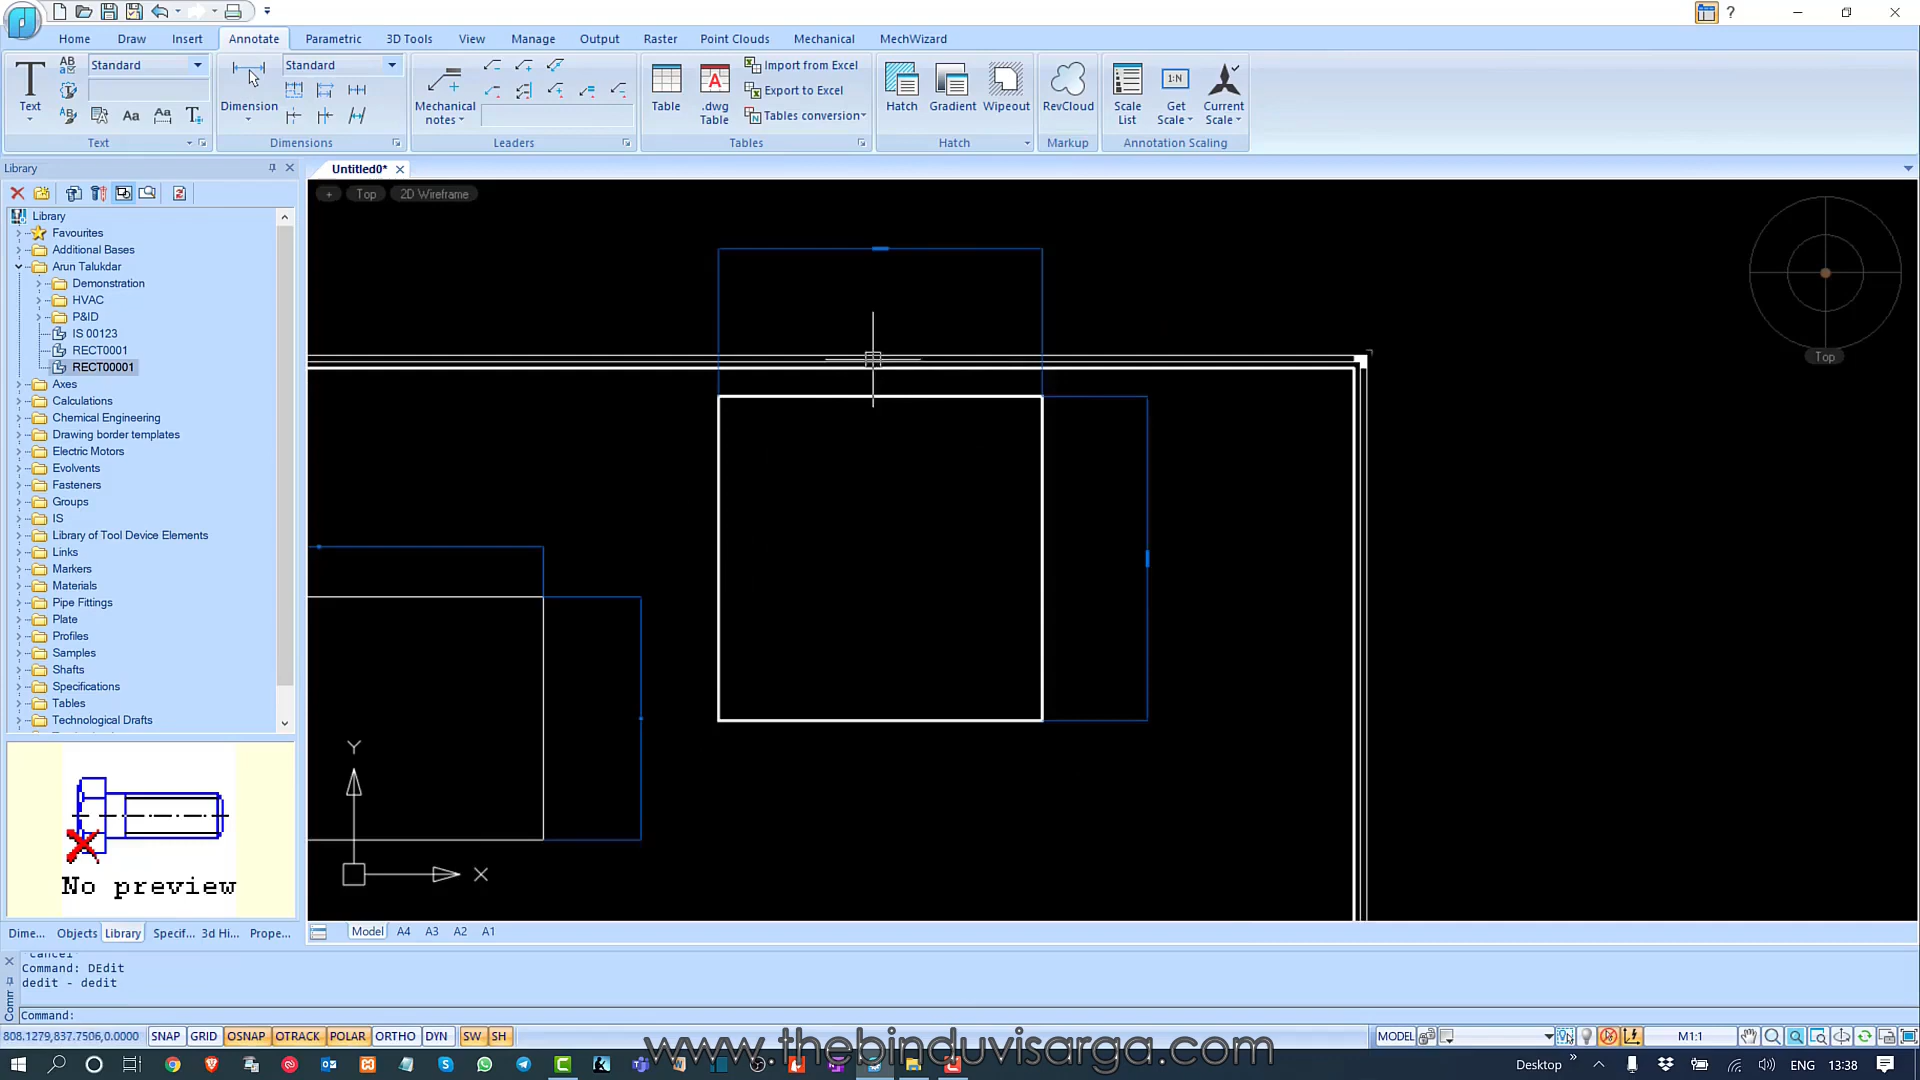 Home Draw Insert Annotate Parametric 3D Tools View Manage Output Raster Point Clouds Mechanical MechWizard
Text
Standard
Text
Dimension
Standard
Dimensions
Mechanical notes
Leaders
Table
.dwg Table
Import from Excel
Export to Excel
Tables conversion
Tables
Hatch Gradient Wipeout
Hatch
RevCloud
Markup
Scale List
Get Scale
Current Scale
Annotation Scaling
Library
Untitled0*
+ Top 2D Wireframe
Library
Favourites
Additional Bases
Arun Talukdar
Demonstration
HVAC
P&ID
IS 00123
RECT0001
RECT00001
Axes
Calculations
Chemical Engineering
Drawing border templates
Electric Motors
Evolvents
Fasteners
Groups
IS
Library of Tool Device Elements
Links
Markers
Materials
Pipe Fittings
Plate
Profiles
Samples
Shafts
Specifications
Tables
Technological Drafts
No preview
Top
Y
X
Dime... Objects Library Specif... 3d Hi... Prope...
Model A4 A3 A2 A1
*cancel*
Command: DEdit
dedit - dedit
Command:
808.1279,837.7506,0.0000 SNAP GRID OSNAP OTRACK POLAR ORTHO DYN SW SH
MODEL M1:1
www.thebinduvisarga.com
Desktop ENG 13:38